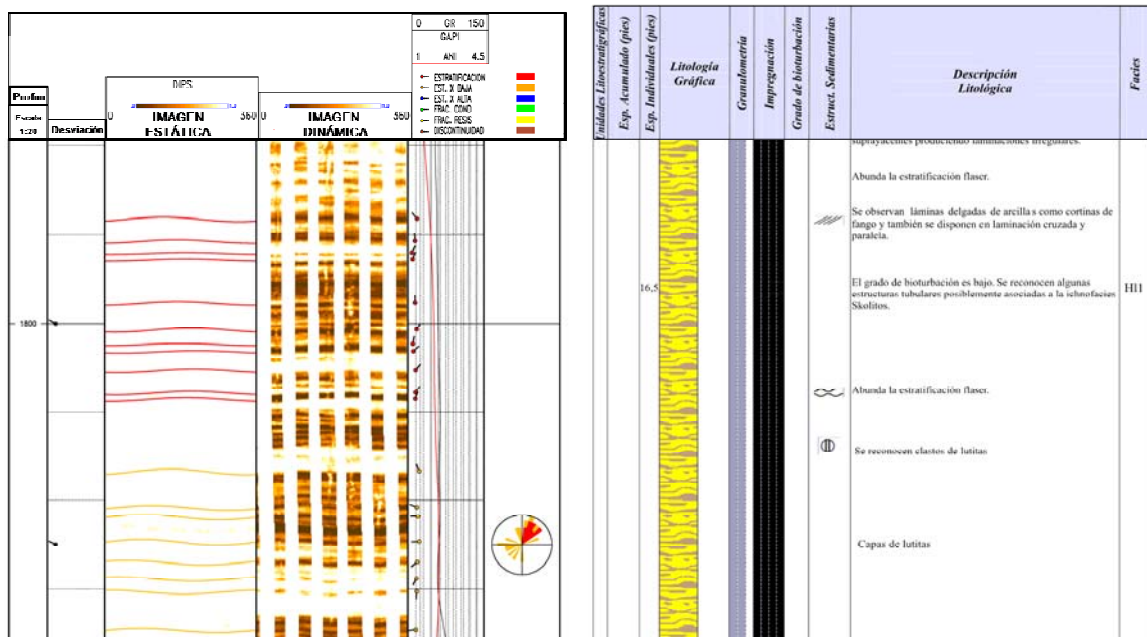 0 GR 150
GAPI
1 AHI 4.5
ESTRATIFICACION
EST. X BAJA
EST. X ALTA
FRAC. COND
FRAC. RESIS
DISCONTINUIDAD
DIPS
0 IMAGEN 360
ESTÁTICA
0 IMAGEN 360
DINÁMICA
Escala
1:20
Desviación
1800
Unidades Litoestratigráficas
Esp. Acumulado (pies)
Esp. Individuales (pies)
Litología
Gráfica
Granulometría
Impregnación
Grado de bioturbación
Estruct. Sedimentarias
Descripción
Litológica
Facies
suprayacentes produciendo laminaciones irregulares.
Abunda la estratificación flaser.
Se observan láminas delgadas de arcillas como cortinas de
fango y también se disponen en laminación cruzada y
paralela.
16,5
El grado de bioturbación es bajo. Se reconocen algunas
estructuras tubulares posiblemente asociadas a la ichnofacies
Skolitos.
Abunda la estratificación flaser.
Se reconocen clastos de lutitas
Capas de lutitas